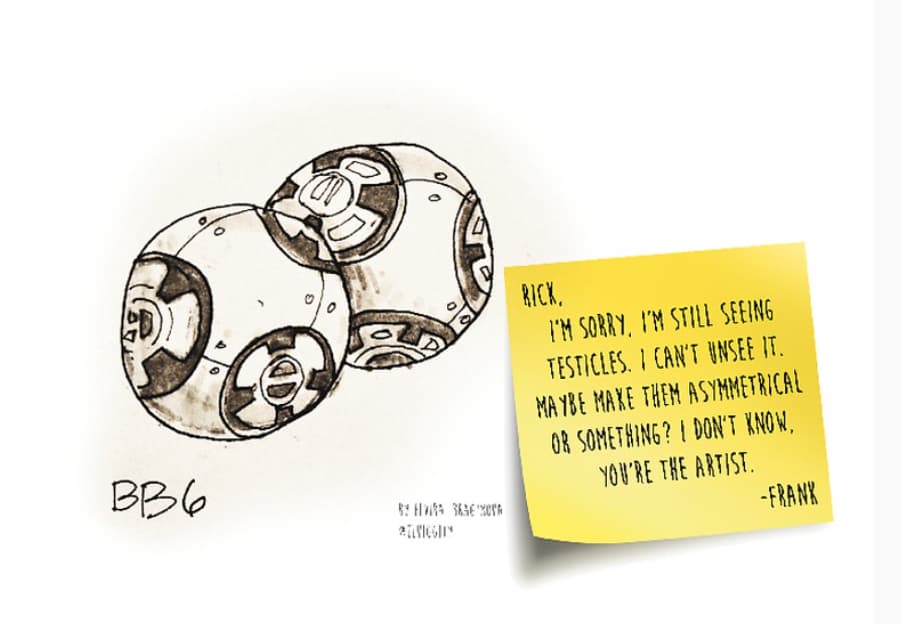 RICK,
I'M SORRY, I'M STILL SEEING
TESTICLES. I CAN'T UNSEE IT.
MAYBE MAKE THEM ASYMMETRICAL
OR SOMETHING? I DON'T KNOW,
YOU'RE THE ARTIST.
-FRANK
BB6
BY